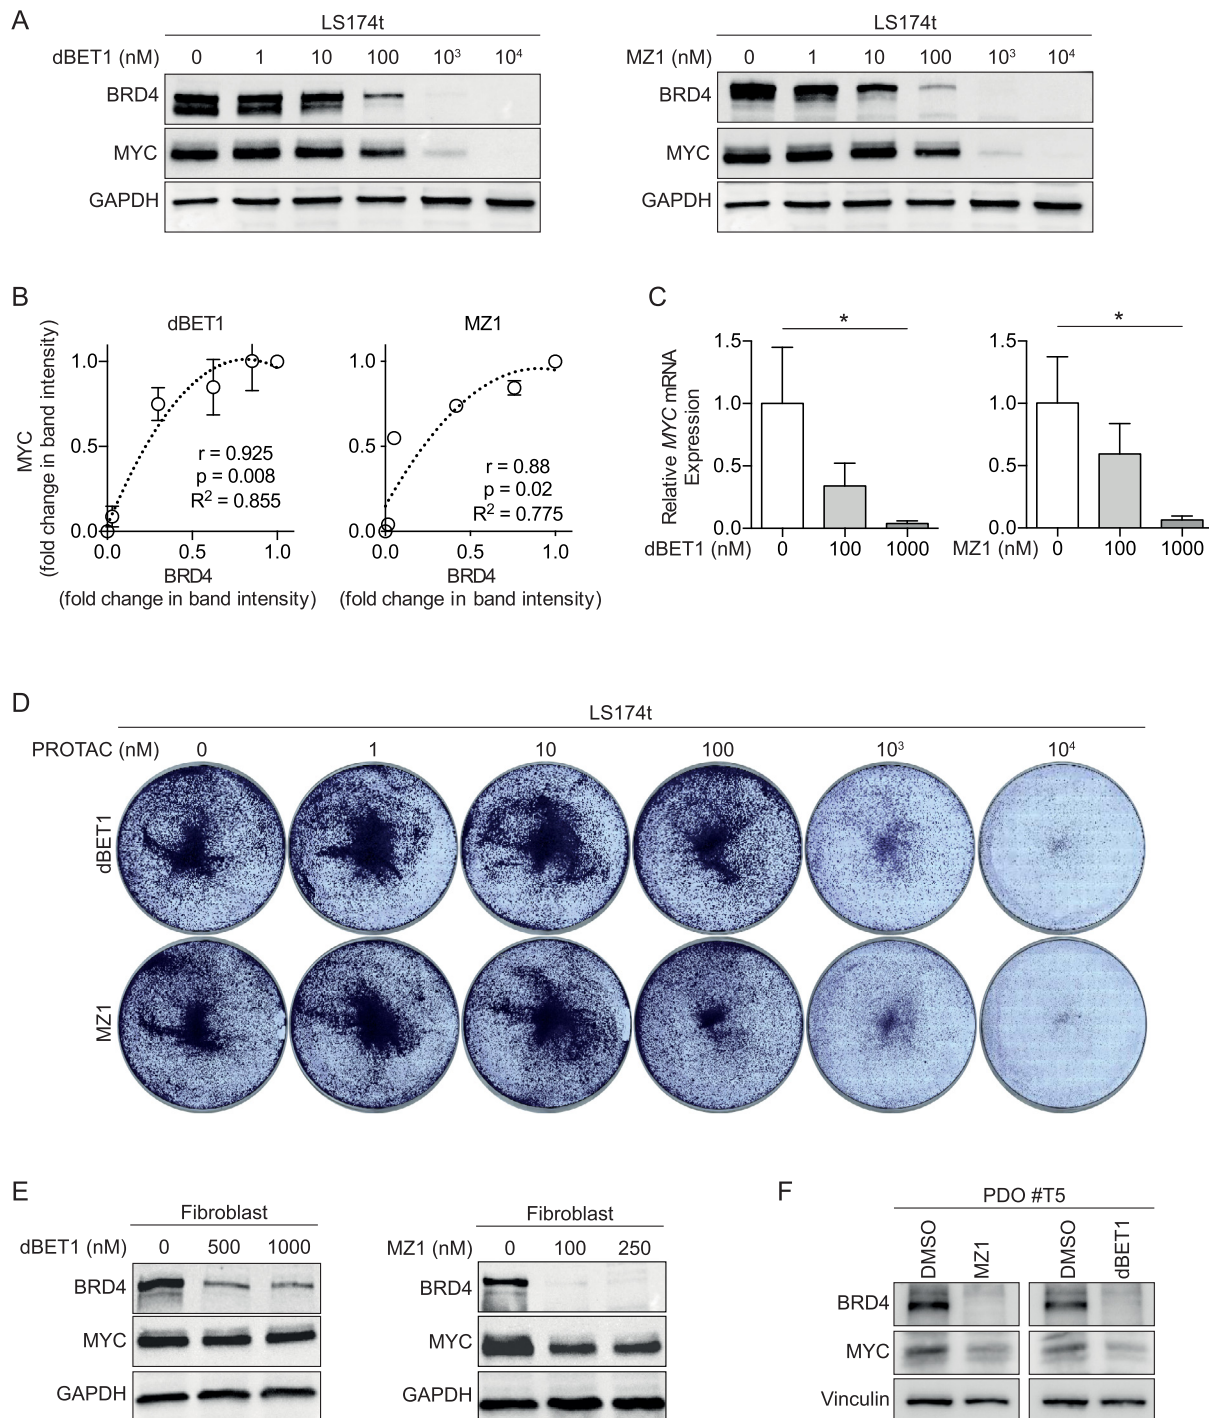 A
LS174t
dBET1 (nM) 0 1 10 100 10³ 10⁴
BRD4
MYC
GAPDH
LS174t
MZ1 (nM) 0 1 10 100 10³ 10⁴
BRD4
MYC
GAPDH
B
dBET1
MYC
(fold change in band intensity)
1.0
0.5
0.0
r = 0.925
p = 0.008
R² = 0.855
0.0 0.5 1.0
BRD4
(fold change in band intensity)
MZ1
1.0
0.5
0.0
r = 0.88
p = 0.02
R² = 0.775
0.0 0.5 1.0
BRD4
(fold change in band intensity)
C
Relative MYC mRNA
Expression
*
1.5
1.0
0.5
0.0
dBET1 (nM) 0 100 1000
*
1.5
1.0
0.5
0.0
MZ1 (nM) 0 100 1000
D
LS174t
PROTAC (nM) 0 1 10 100 10³ 10⁴
dBET1
MZ1
E
Fibroblast
dBET1 (nM) 0 500 1000
BRD4
MYC
GAPDH
Fibroblast
MZ1 (nM) 0 100 250
BRD4
MYC
GAPDH
F
PDO #T5
DMSO MZ1 DMSO dBET1
BRD4
MYC
Vinculin